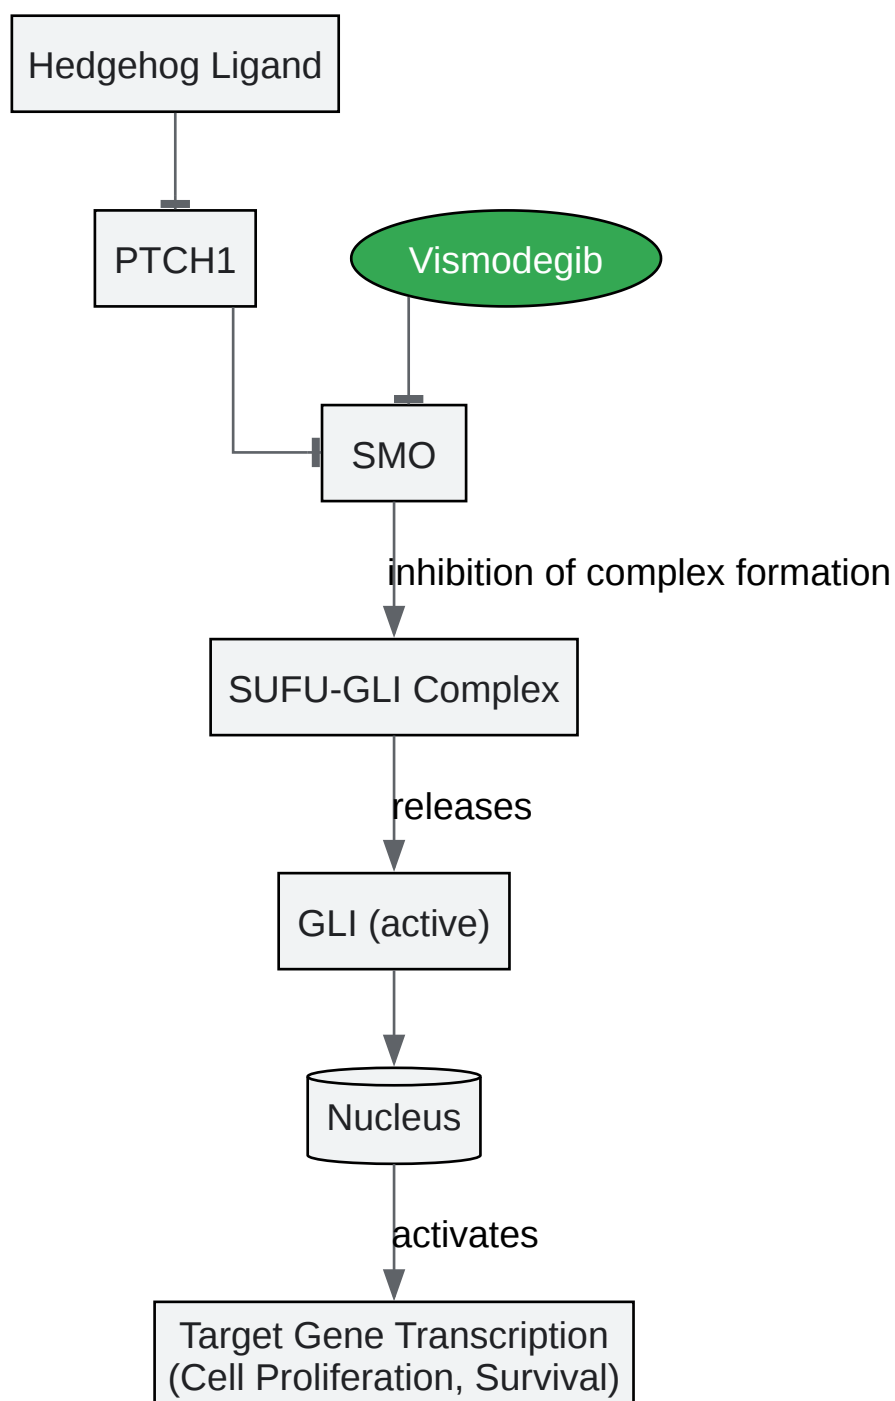 Hedgehog Ligand
PTCH1
Vismodegib
SMO
inhibition of complex formation
SUFU-GLI Complex
releases
GLI (active)
Nucleus
activates
Target Gene Transcription
(Cell Proliferation, Survival)